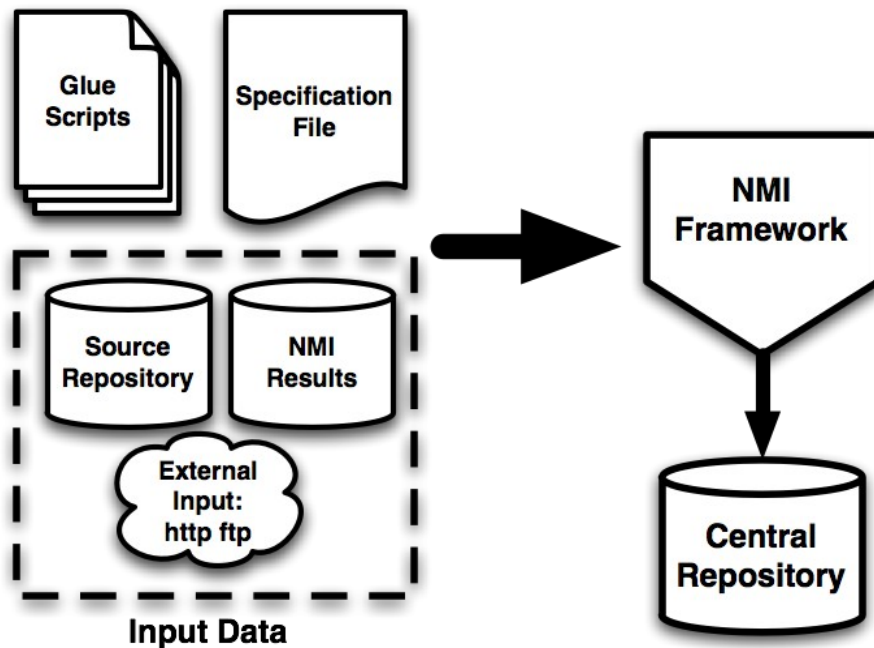 Glue
Scripts
Specification
File
Source
Repository
NMI
Results
External
Input:
http ftp
Input Data
NMI
Framework
Central
Repository